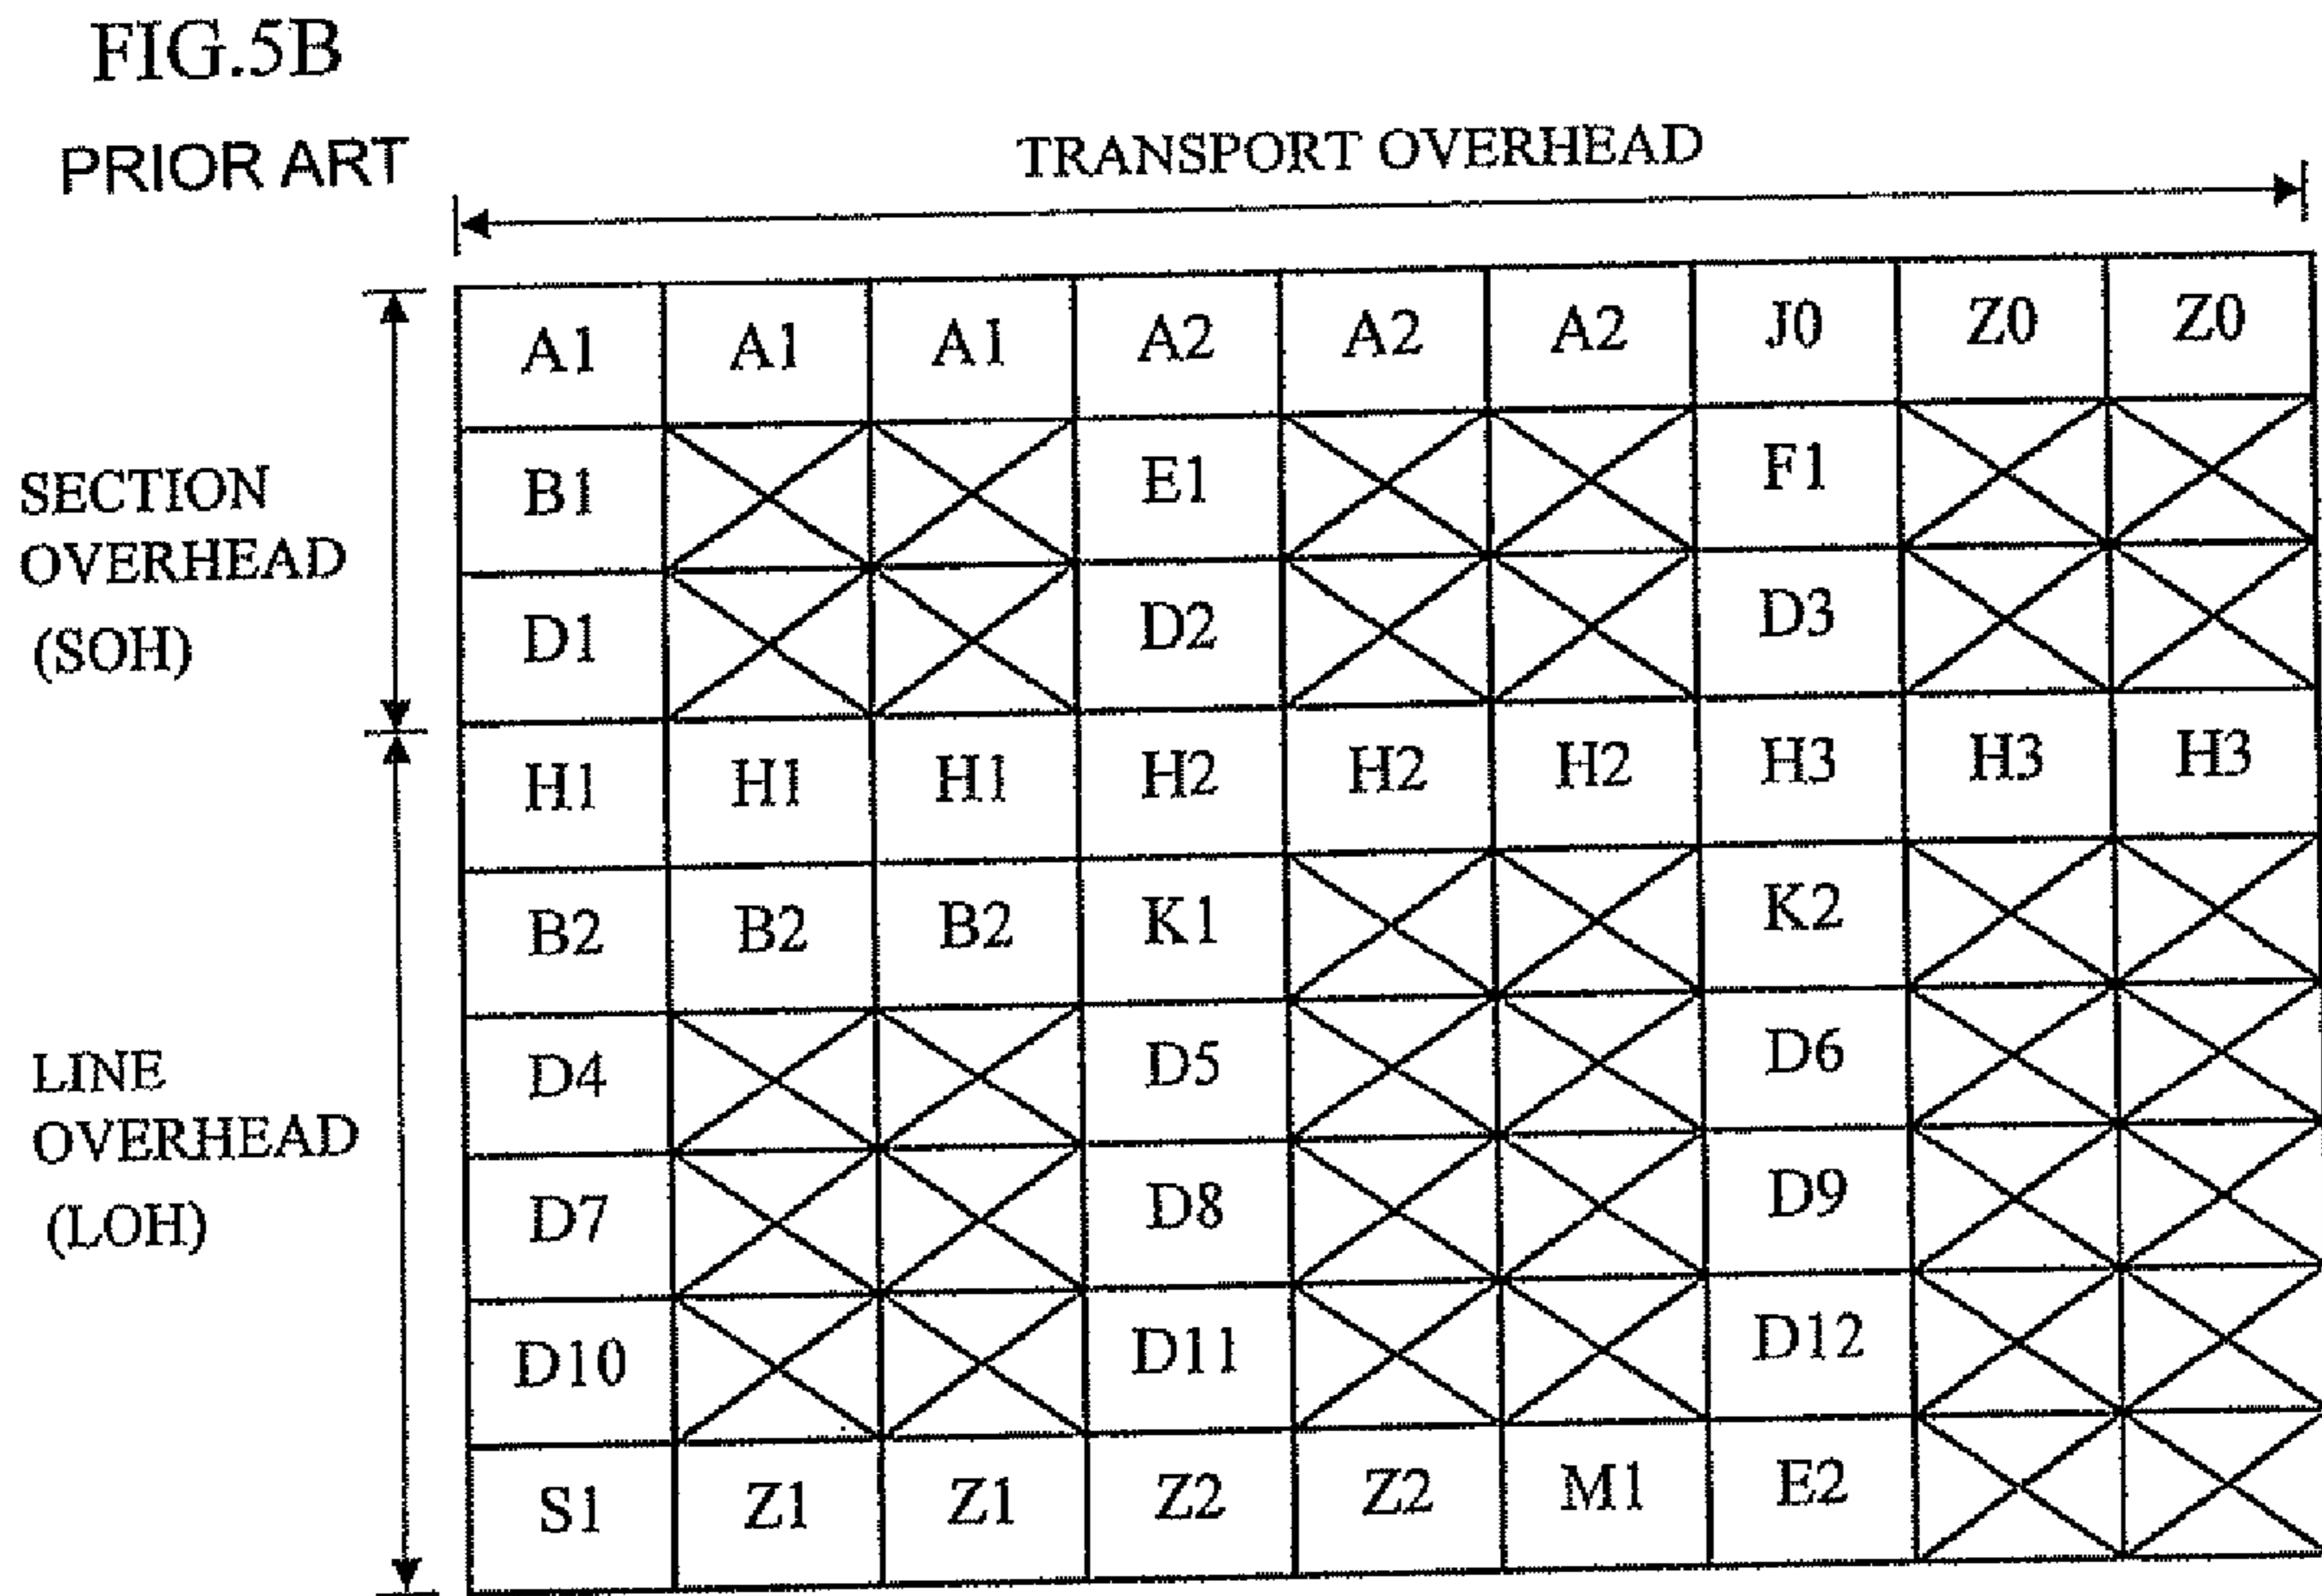 FIG.5B
PRIOR ART
TRANSPORT OVERHEAD
SECTION
OVERHEAD
(SOH)
LINE
OVERHEAD
(LOH)
A1 A1 A1 A2 A2 A2 J0 Z0 Z0
B1 E1 F1
D1 D2 D3
H1 H1 H1 H2 H2 H2 H3 H3 H3
B2 B2 B2 K1 K2
D4 D5 D6
D7 D8 D9
D10 D11 D12
S1 Z1 Z1 Z2 Z2 M1 E2